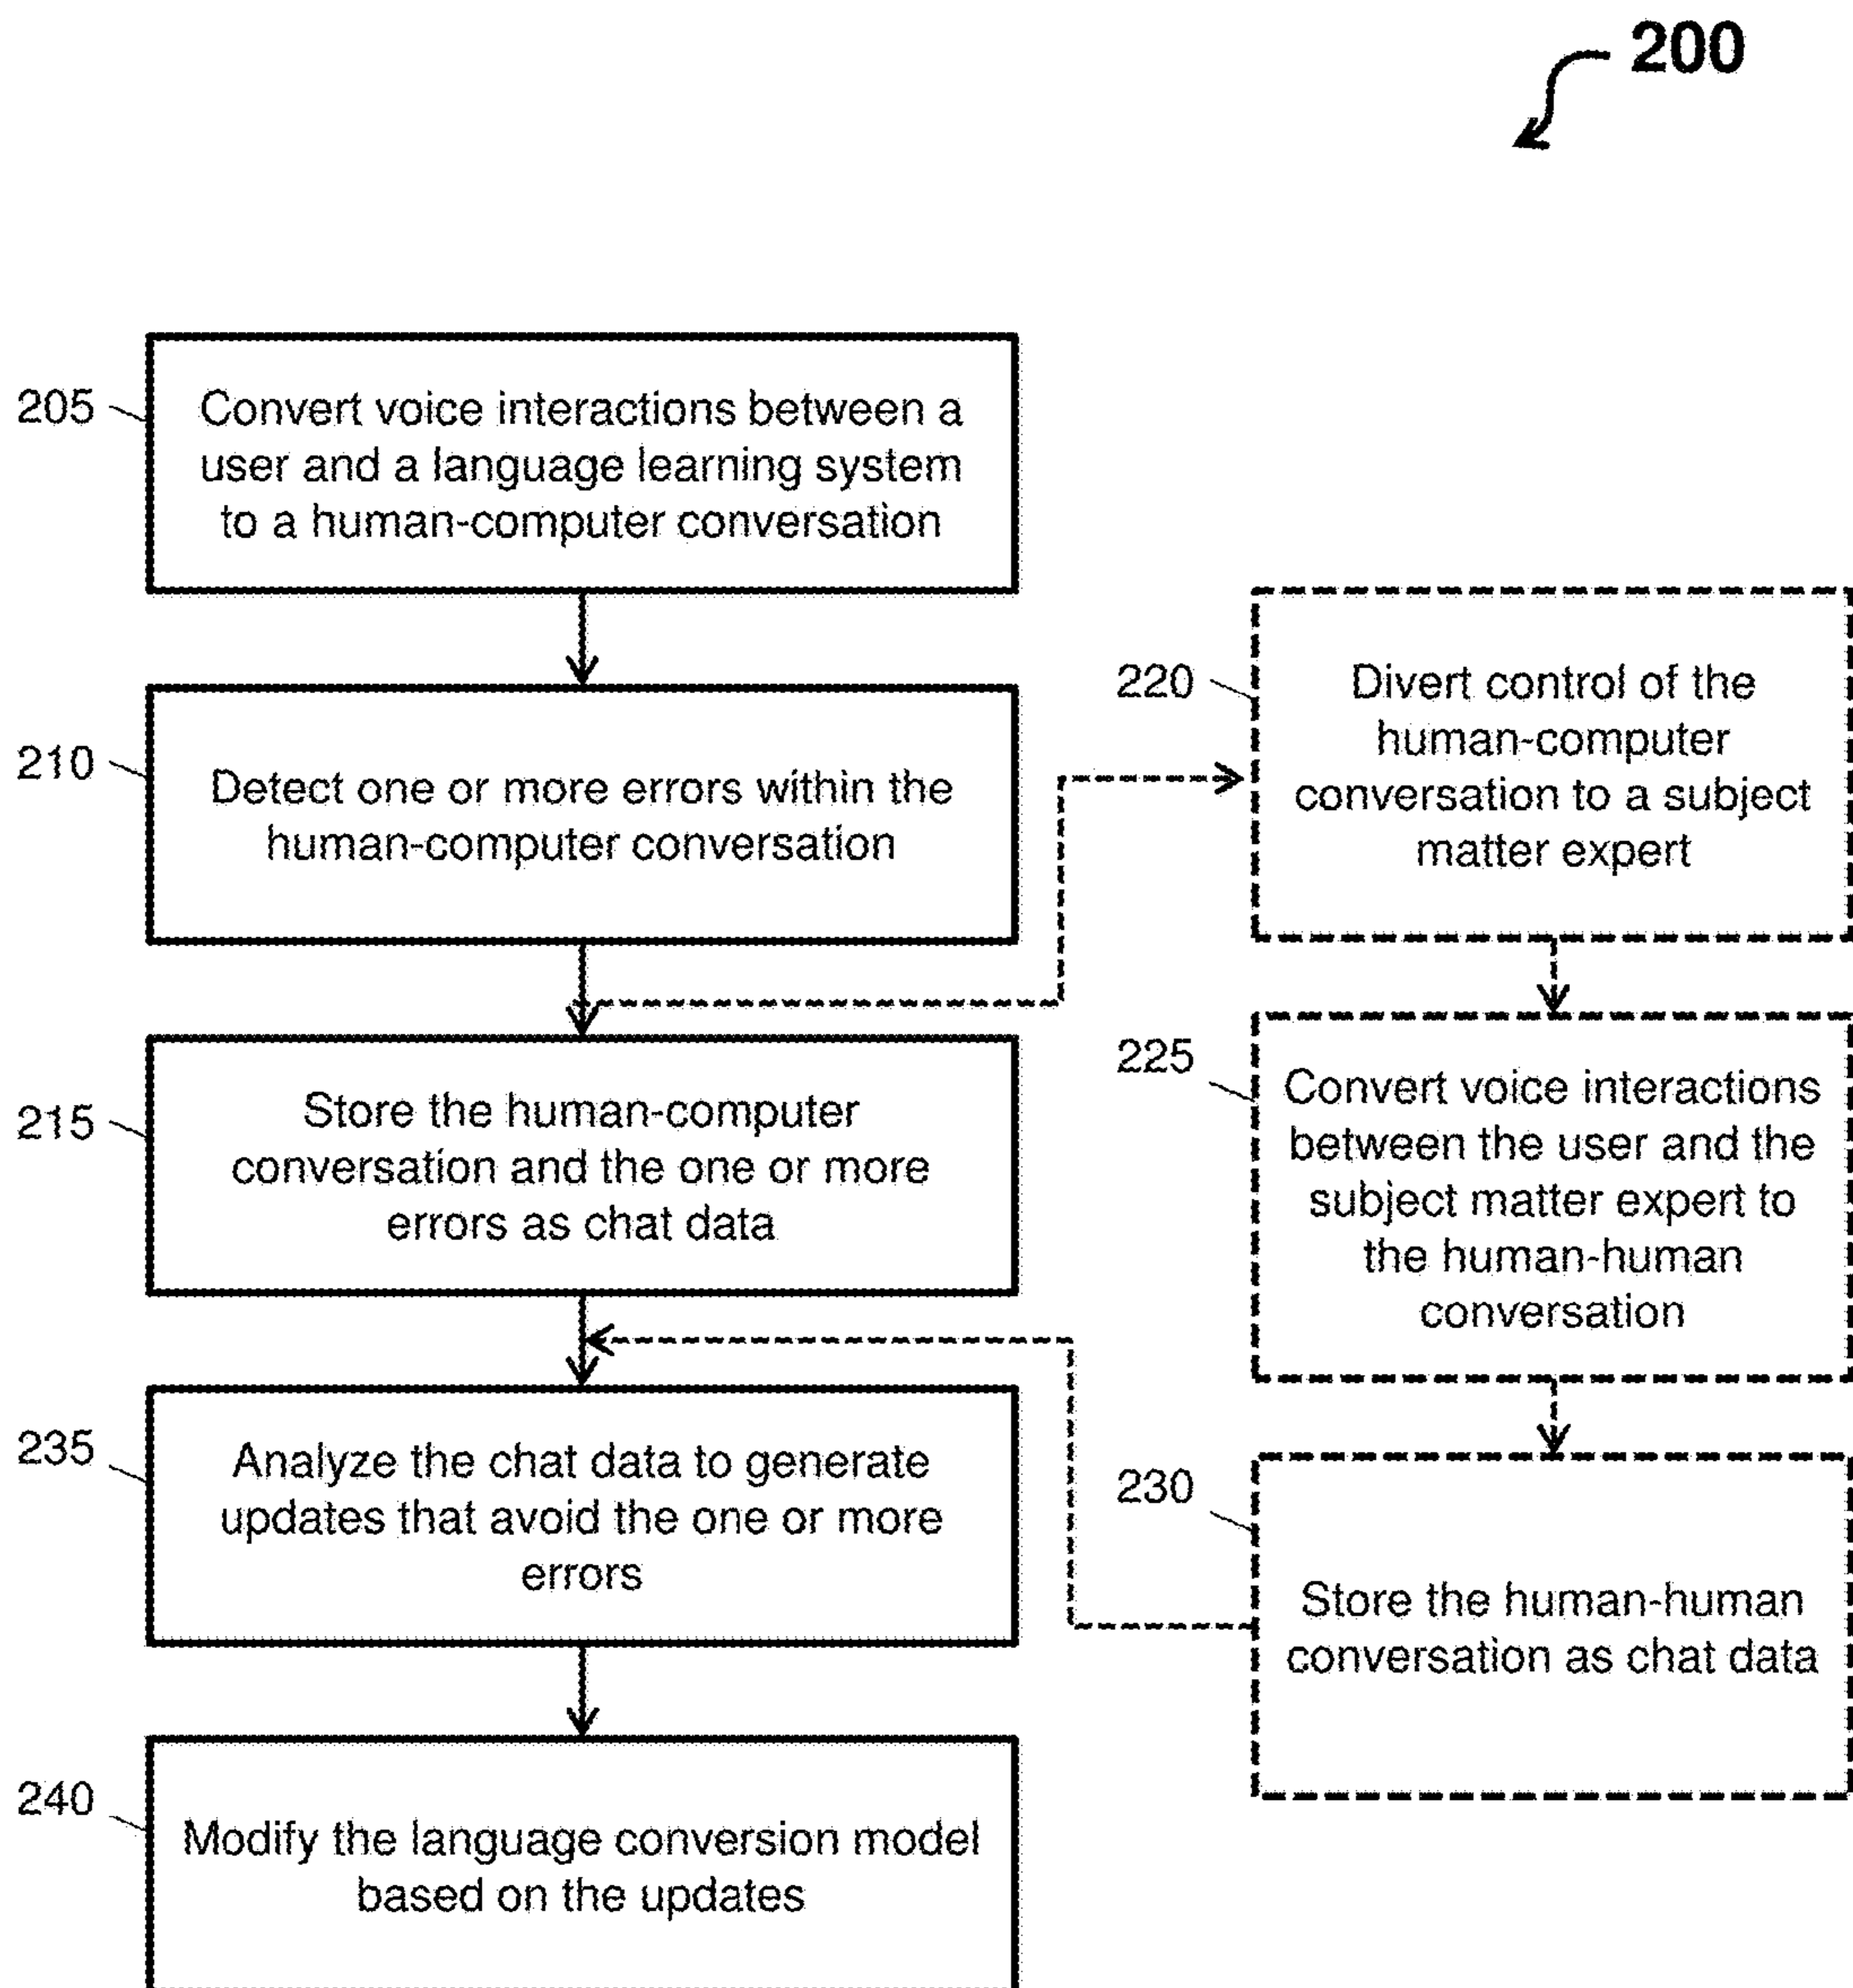 200
205
Convert voice interactions between a
user and a language learning system
to a human-computer conversation
210
Detect one or more errors within the
human-computer conversation
215
Store the human-computer
conversation and the one or more
errors as chat data
220
Divert control of the
human-computer
conversation to a subject
matter expert
225
Convert voice interactions
between the user and the
subject matter expert to
the human-human
conversation
230
Store the human-human
conversation as chat data
235
Analyze the chat data to generate
updates that avoid the one or more
errors
240
Modify the language conversion model
based on the updates